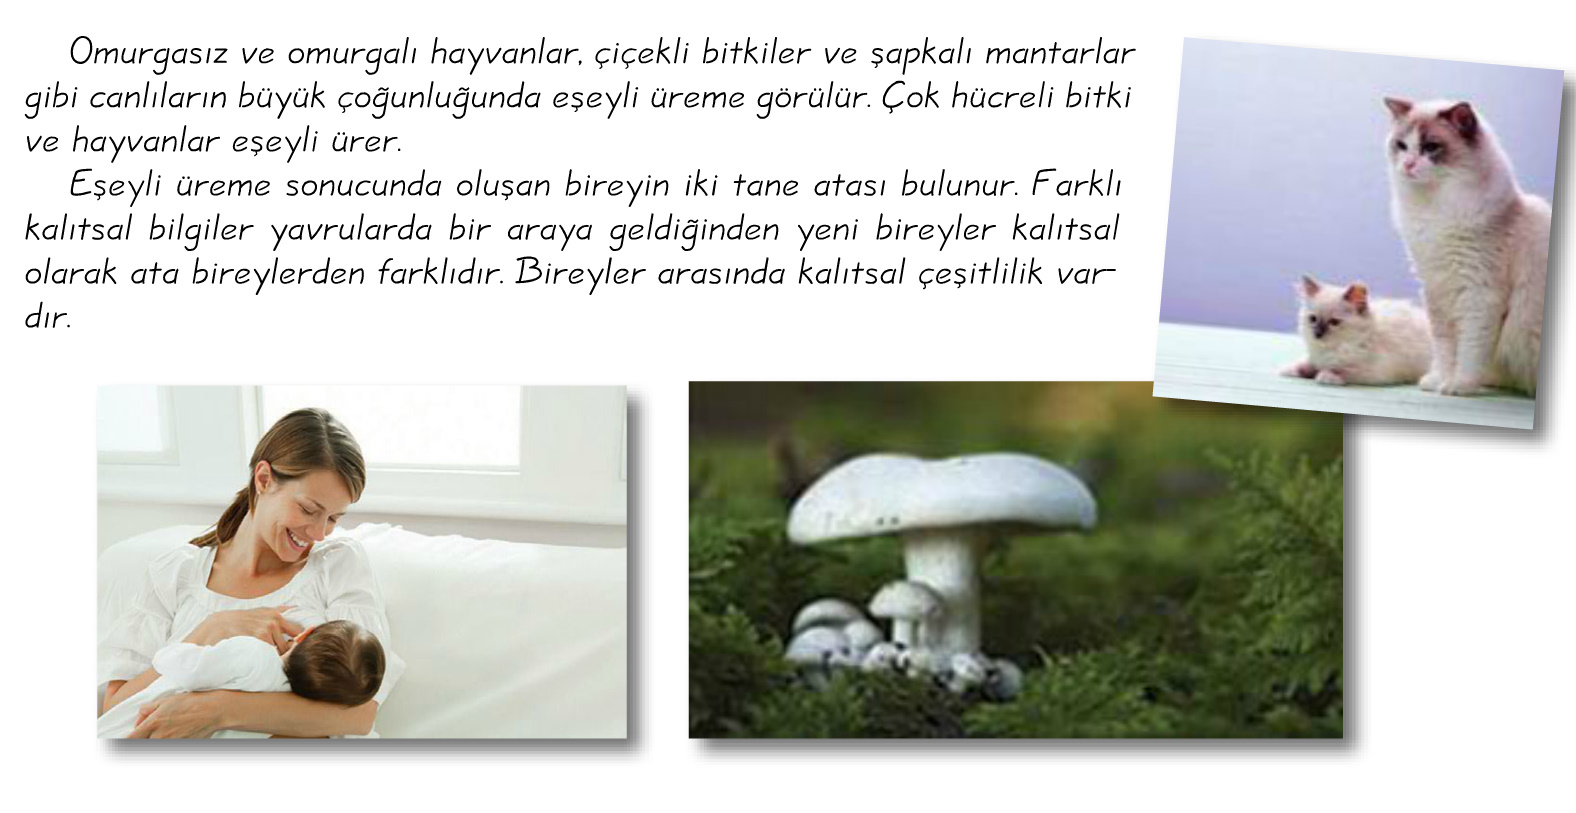 Omurgasız ve omurgalı hayvanlar, çiçekli bitkiler ve şapkalı mantarlar
gibi canlıların büyük çoğunluğunda eşeyli üreme görülür. Çok hücreli bitki
ve hayvanlar eşeyli ürer.
Eşeyli üreme sonucunda oluşan bireyin iki tane atası bulunur. Farklı
kalıtsal bilgiler yavrularda bir araya geldiğinden yeni bireyler kalıtsal
olarak ata bireylerden farklıdır. Bireyler arasında kalıtsal çeşitlilik var-
dır.